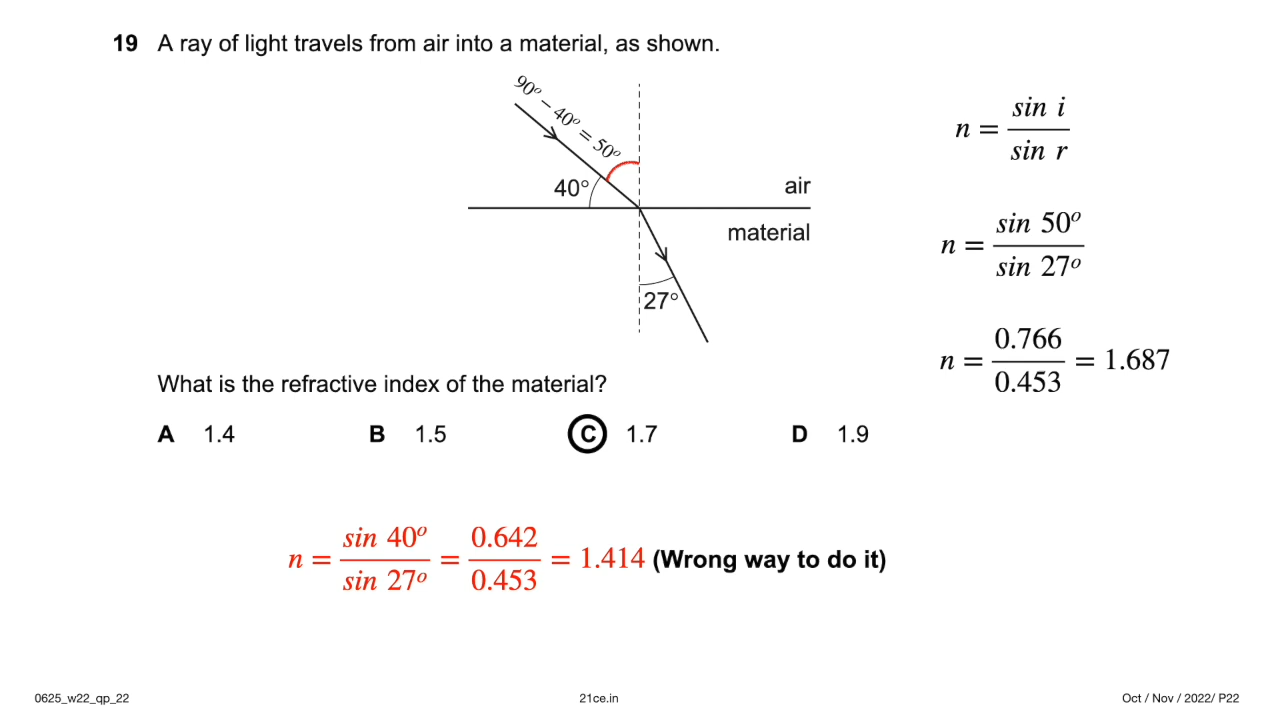 19 A ray of light travels from air into a material, as shown.
90° − 40° = 50°
40°
air
material
27°
n = sin i / sin r
n = sin 50° / sin 27°
n = 0.766 / 0.453 = 1.687
What is the refractive index of the material?
A 1.4 B 1.5 C 1.7 D 1.9
n = sin 40° / sin 27° = 0.642 / 0.453 = 1.414 (Wrong way to do it)
0625_w22_qp_22 21ce.in Oct / Nov / 2022/ P22